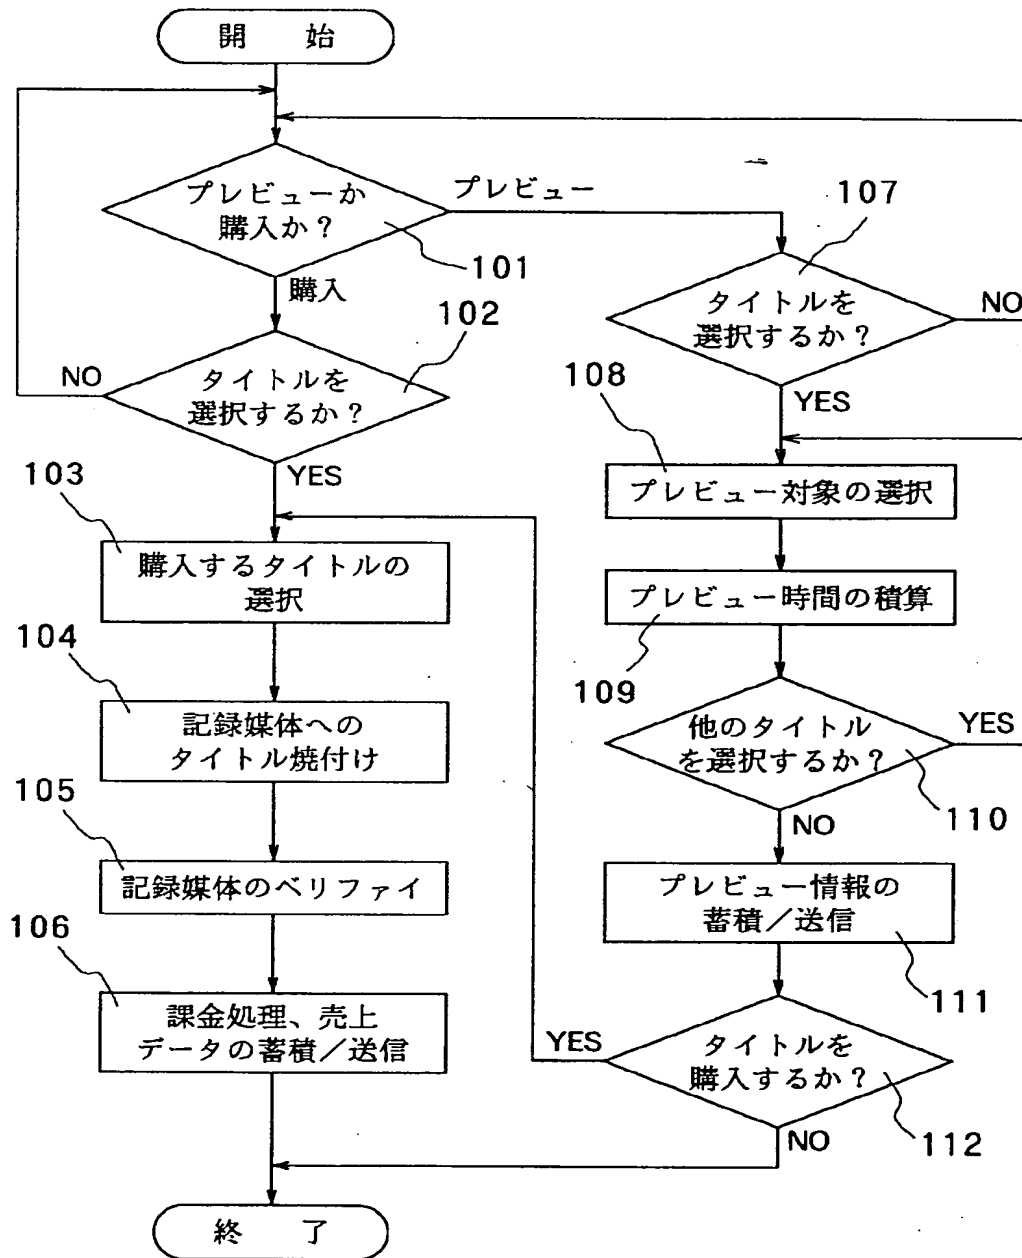 開 始
プレビューか
購入か？
プレビュー
101
購入
102
タイトルを
選択するか？
NO
YES
103
購入するタイトルの
選択
104
記録媒体への
タイトル焼付け
105
記録媒体のベリファイ
106
課金処理、売上
データの蓄積／送信
107
タイトルを
選択するか？
NO
YES
108
プレビュー対象の選択
プレビュー時間の積算
109
他のタイトル
を選択するか？
YES
110
NO
プレビュー情報の
蓄積／送信
111
YES
タイトルを
購入するか？
112
NO
終 了